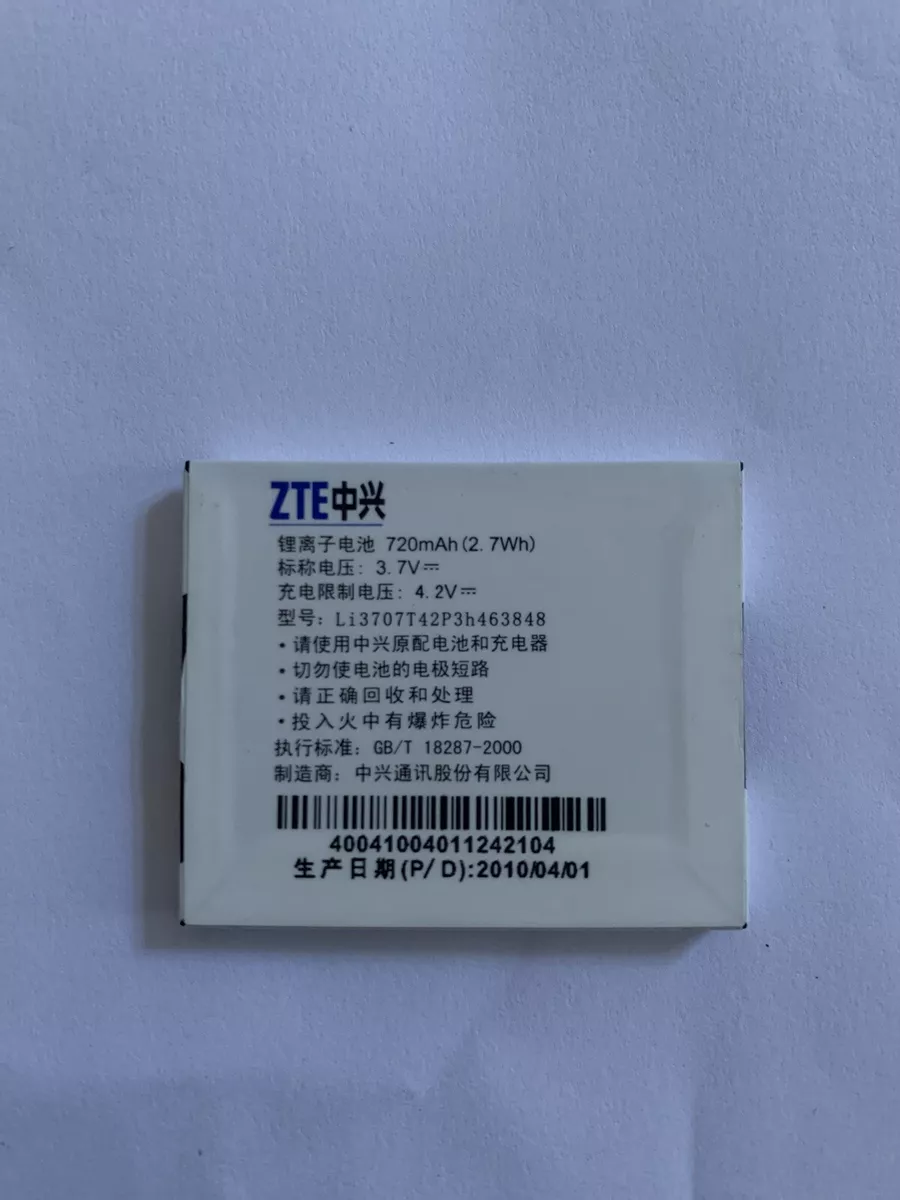 ZTE中兴
锂离子电池 720mAh(2.7Wh)
标称电压: 3.7V⎓
充电限制电压: 4.2V⎓
型号: Li3707T42P3h463848
·请使用中兴原配电池和充电器
·切勿使电池的电极短路
·请正确回收和处理
·投入火中有爆炸危险
执行标准: GB/T 18287-2000
制造商: 中兴通讯股份有限公司
40041004011242104
生产日期(P/D):2010/04/01